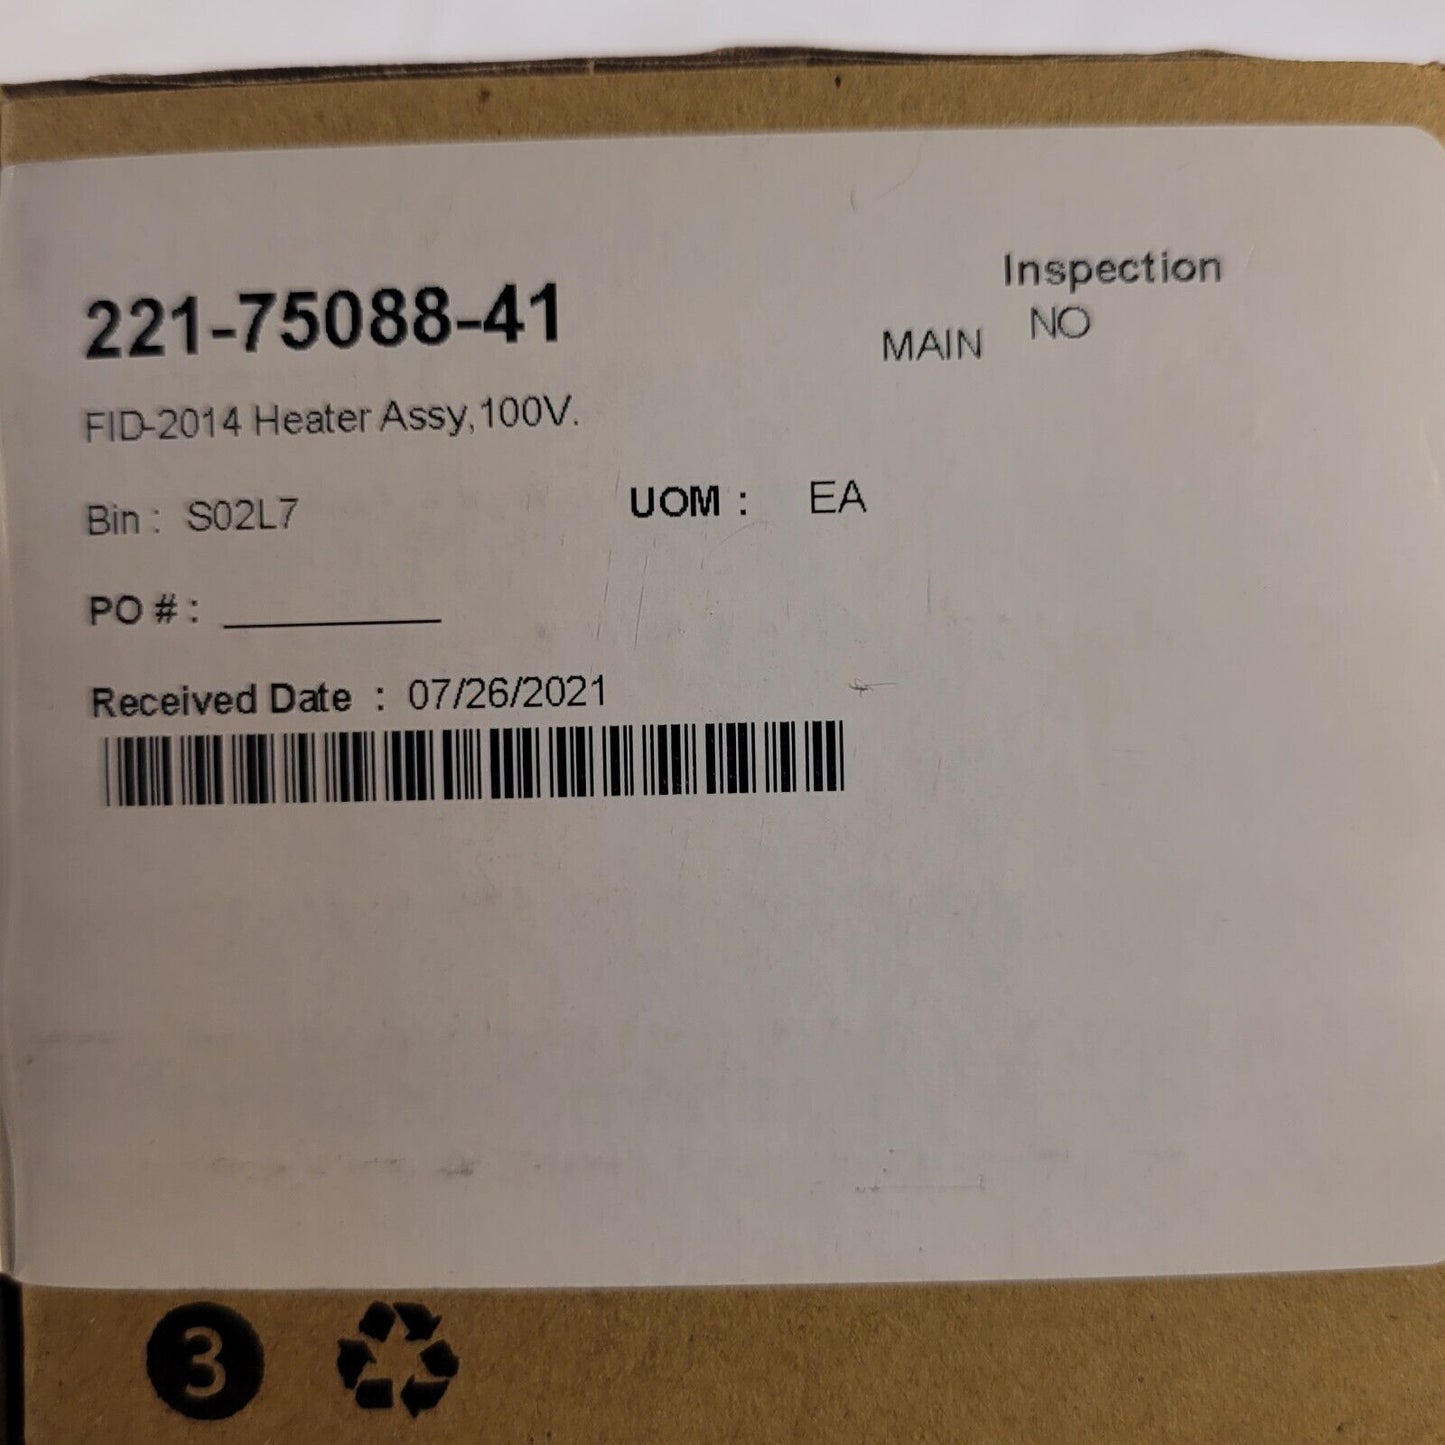 Inspection
221-75088-41
MAIN NO
FID-2014 Heater Assy,100V.
Bin : S02L7 UOM : EA
PO # : __________
Received Date : 07/26/2021
3